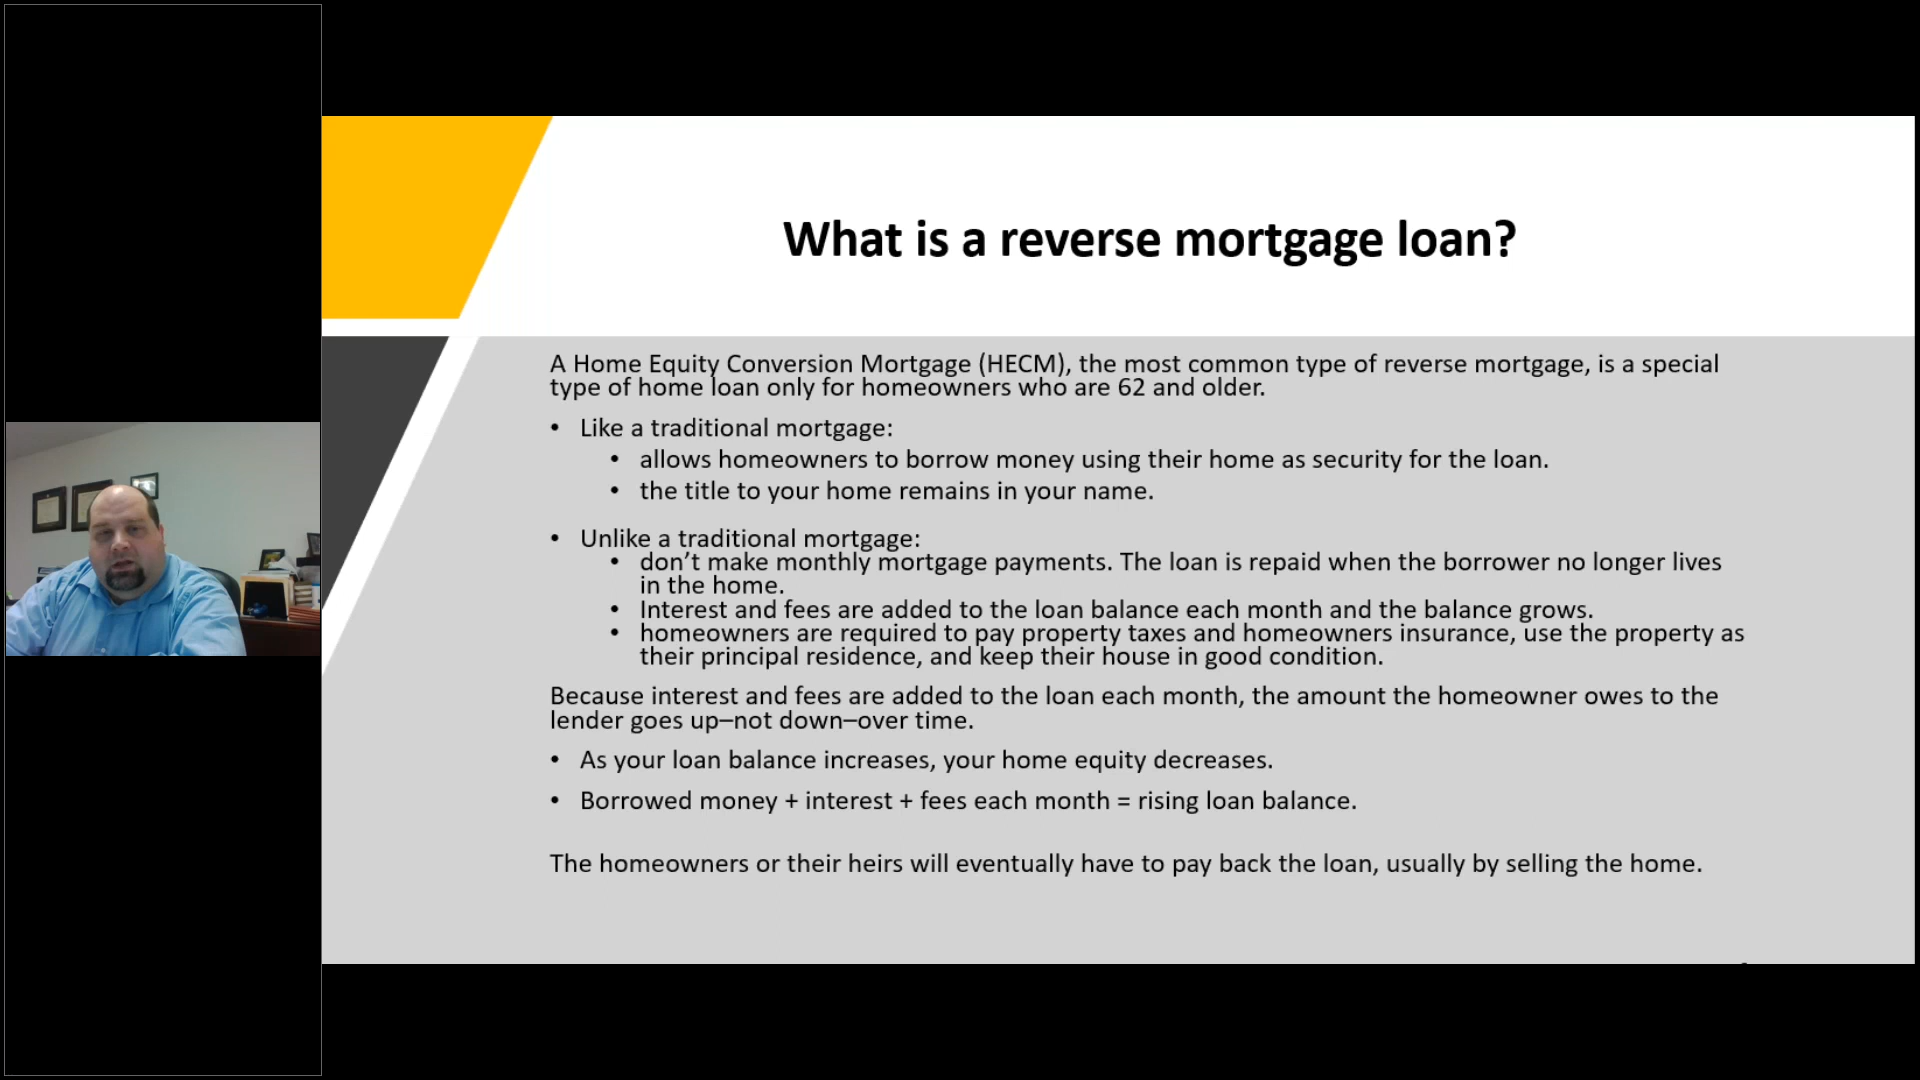 What is a reverse mortgage loan?
A Home Equity Conversion Mortgage (HECM), the most common type of reverse mortgage, is a special
type of home loan only for homeowners who are 62 and older.
• Like a traditional mortgage:
• allows homeowners to borrow money using their home as security for the loan.
• the title to your home remains in your name.
• Unlike a traditional mortgage:
• don’t make monthly mortgage payments. The loan is repaid when the borrower no longer lives
in the home.
• Interest and fees are added to the loan balance each month and the balance grows.
• homeowners are required to pay property taxes and homeowners insurance, use the property as
their principal residence, and keep their house in good condition.
Because interest and fees are added to the loan each month, the amount the homeowner owes to the
lender goes up–not down–over time.
• As your loan balance increases, your home equity decreases.
• Borrowed money + interest + fees each month = rising loan balance.
The homeowners or their heirs will eventually have to pay back the loan, usually by selling the home.